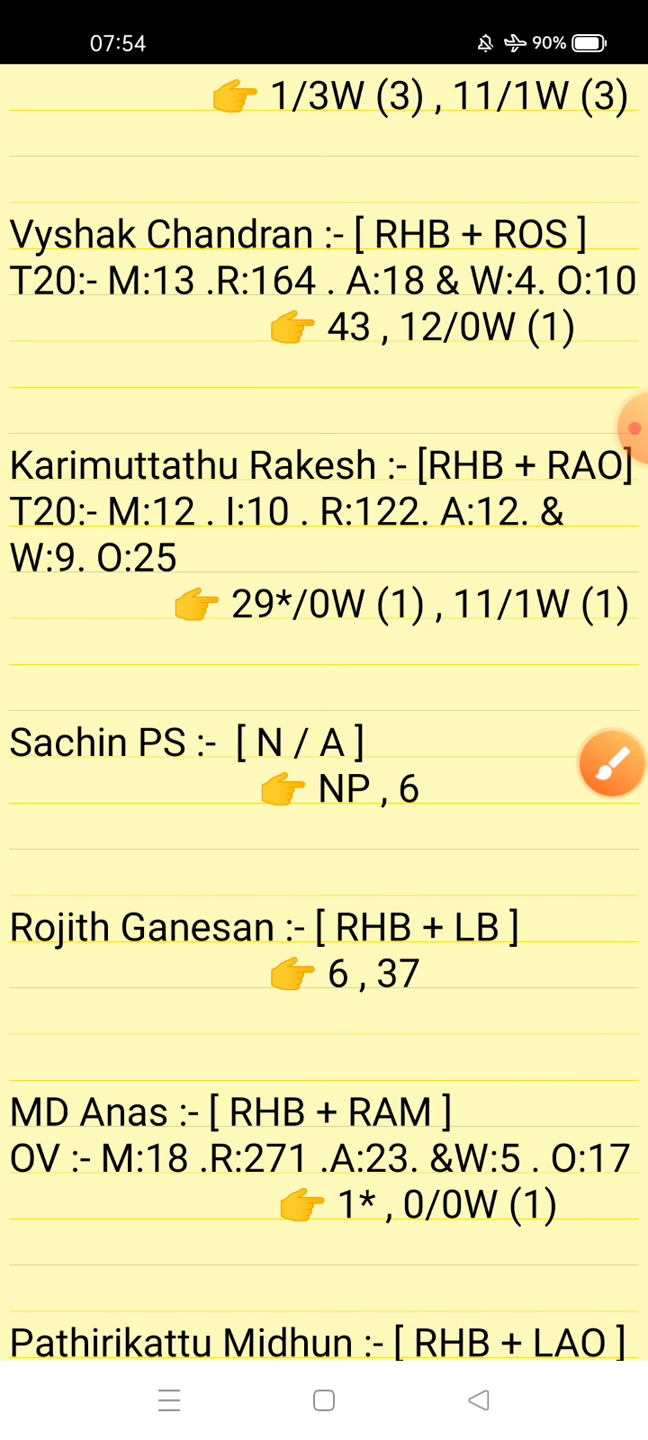 07:54 90%
👉 1/3W (3) , 11/1W (3)
Vyshak Chandran :- [ RHB + ROS ]
T20:- M:13 .R:164 . A:18 & W:4. O:10
👉 43 , 12/0W (1)
Karimuttathu Rakesh :- [RHB + RAO]
T20:- M:12 . I:10 . R:122. A:12. &
W:9. O:25
👉 29*/0W (1) , 11/1W (1)
Sachin PS :-  [ N / A ]
👉 NP , 6
Rojith Ganesan :- [ RHB + LB ]
👉 6 , 37
MD Anas :- [ RHB + RAM ]
OV :- M:18 .R:271 .A:23. &W:5 . O:17
👉 1* , 0/0W (1)
Pathirikattu Midhun :- [ RHB + LAO ]